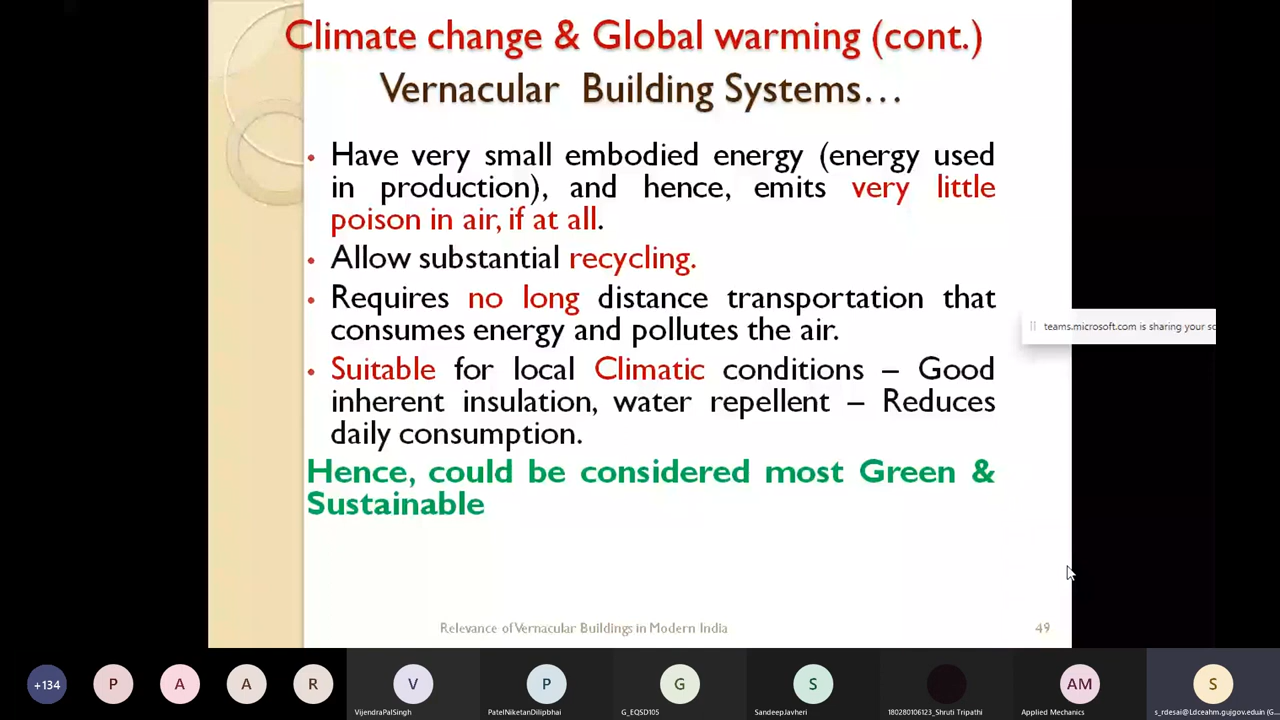 Climate change & Global warming (cont.)
Vernacular Building Systems…
• Have very small embodied energy (energy used
in production), and hence, emits very little
poison in air, if at all.
• Allow substantial recycling.
• Requires no long distance transportation that
consumes energy and pollutes the air.
• Suitable for local Climatic conditions – Good
inherent insulation, water repellent – Reduces
daily consumption.
Hence, could be considered most Green &
Sustainable
teams.microsoft.com is sharing your sc
Relevance of Vernacular Buildings in Modern India 49
+134 P A A R V P G S AM S
VijendraPalSingh PatelNiketanDilipbhai G_EQSD105 SandeepJavheri 180280106123_Shruti Tripathi Applied Mechanics s_rdesai@Ldceahm.gujgov.edu.in (G